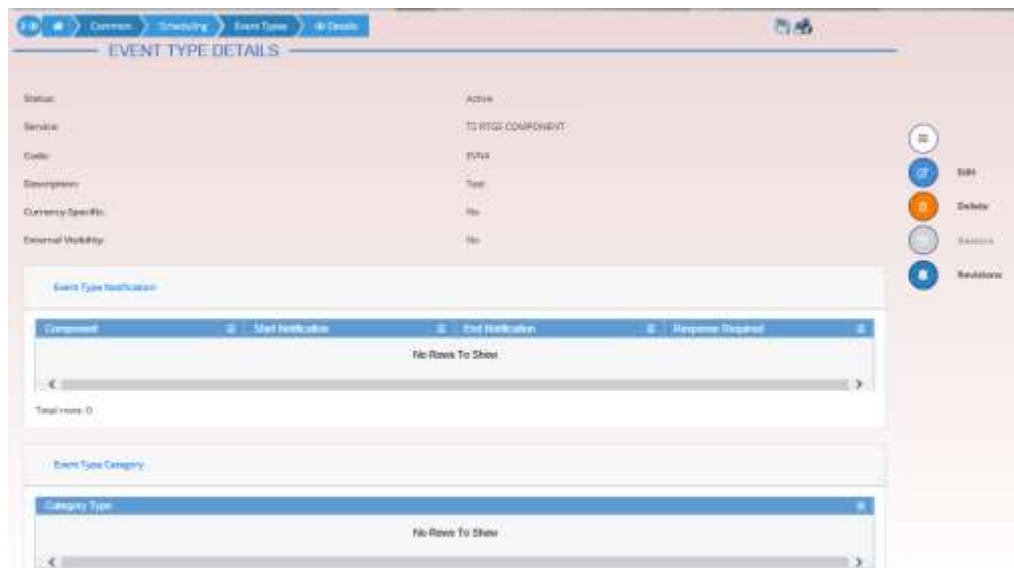 Common Scheduling Event Types Details
EVENT TYPE DETAILS
Status: Active
Service: T2 RTGS COMPONENT
Code:
Description: Test
Currency Specific: No
External Visibility: No
Edit
Delete
Restore
Revisions
Event Type Notification
Component Start Notification End Notification Response Required
No Rows To Show
Total rows: 0
Event Type Category
Category Type
No Rows To Show